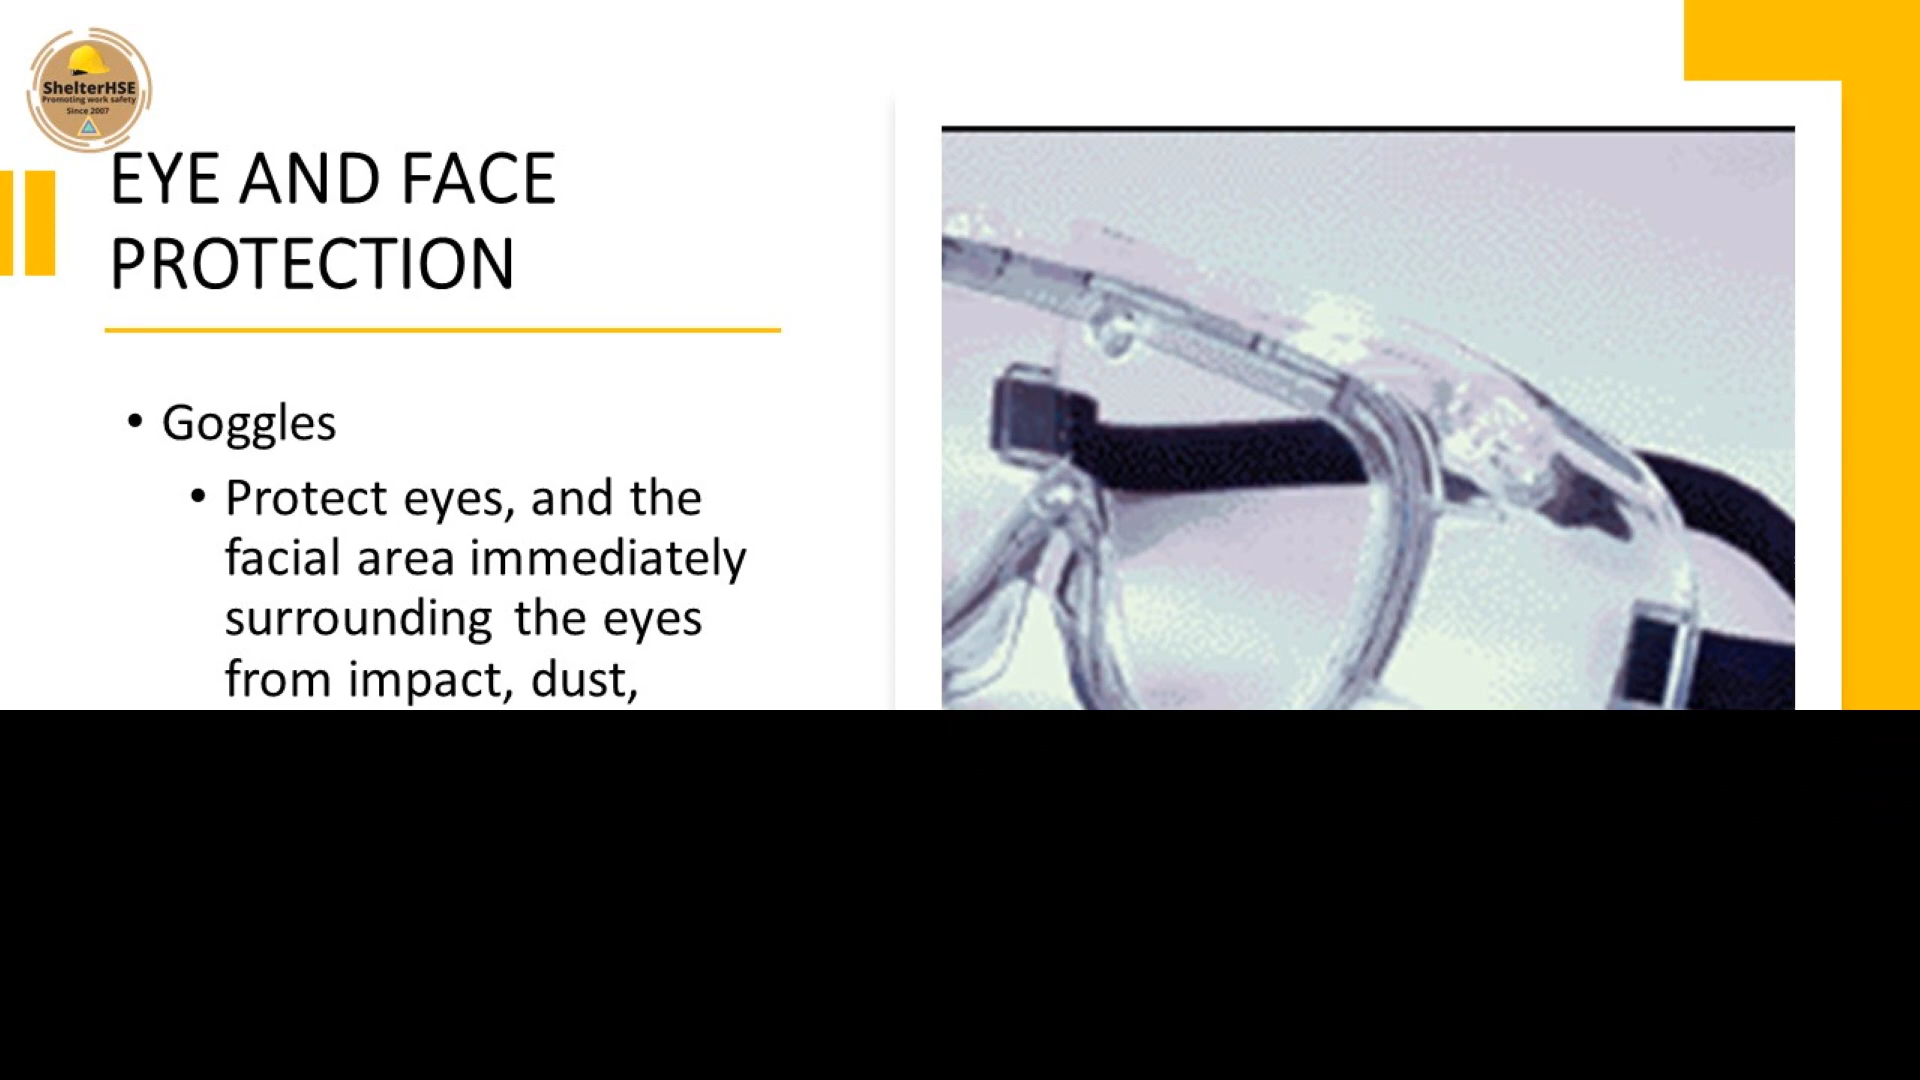 ShelterHSE
Promoting work safety
Since 2007
EYE AND FACE
PROTECTION
• Goggles
• Protect eyes, and the
facial area immediately
surrounding the eyes
from impact, dust,